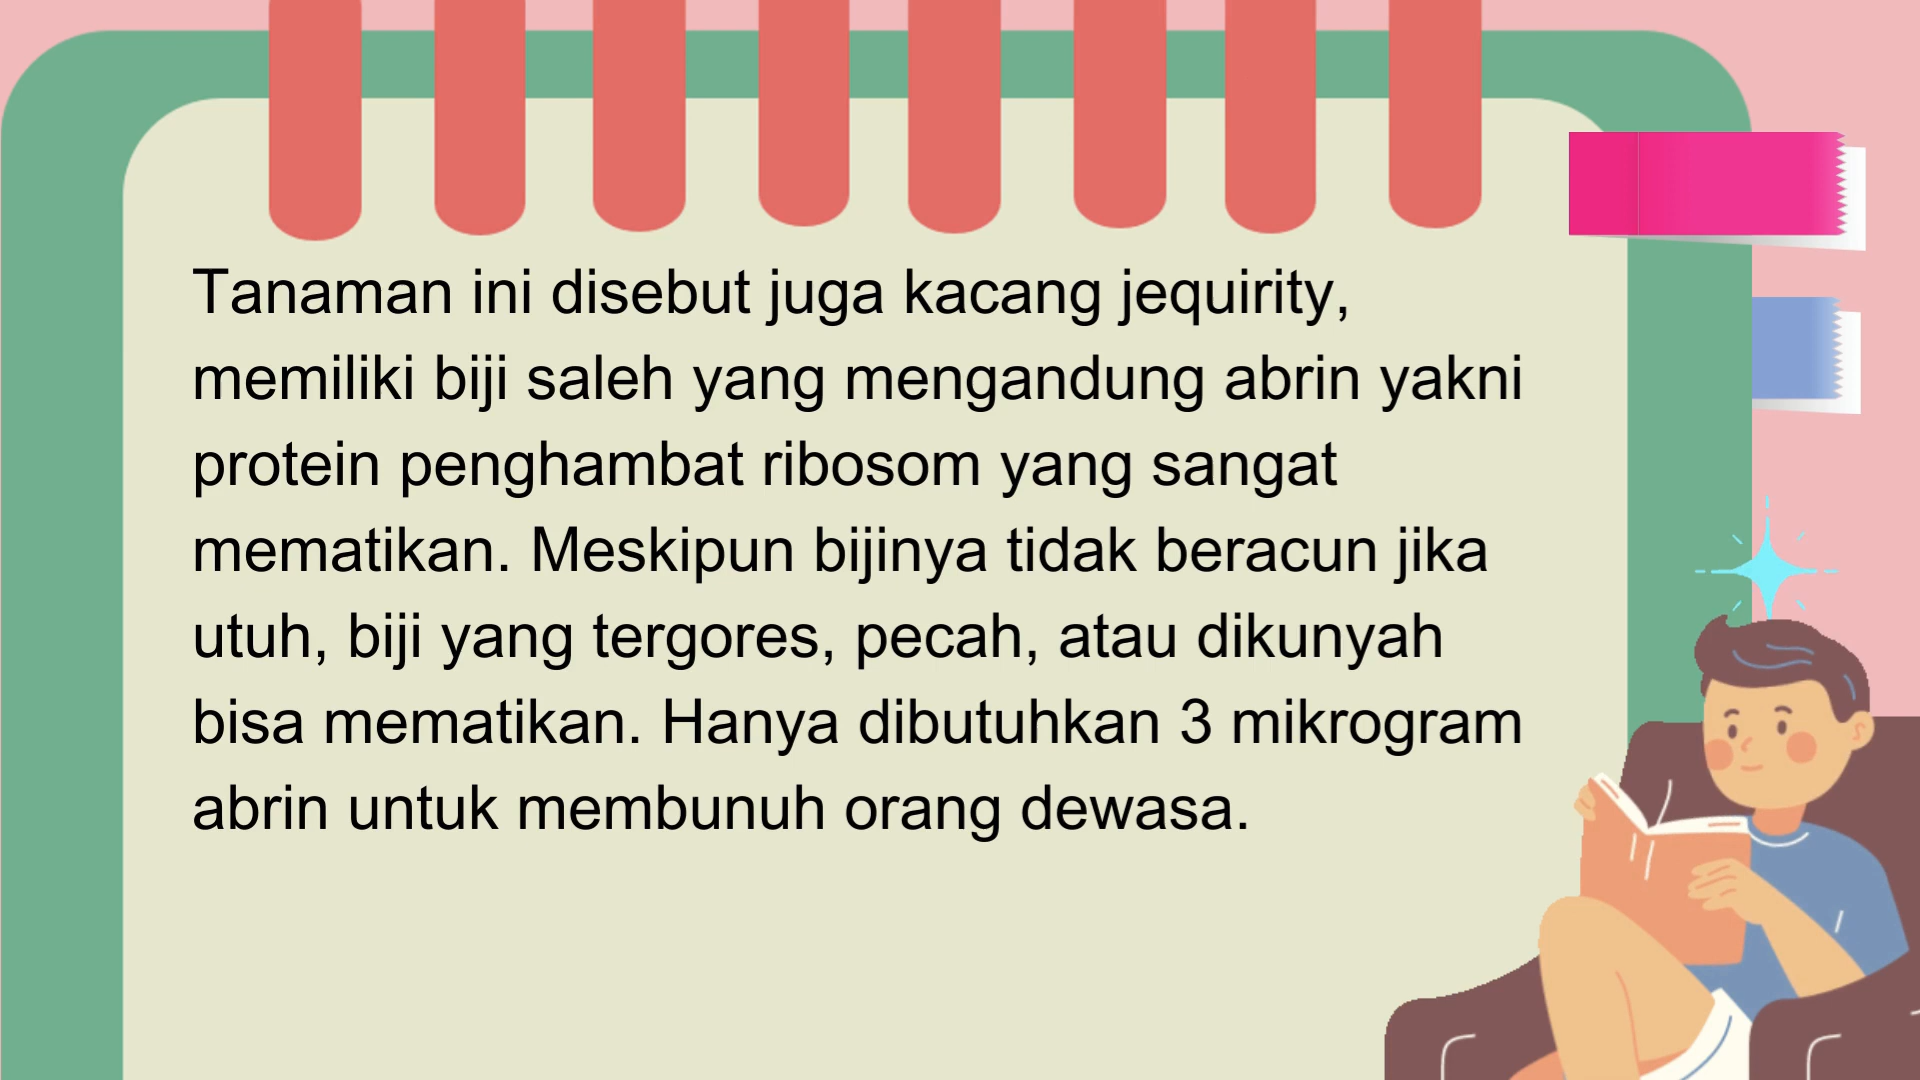 Tanaman ini disebut juga kacang jequirity,
memiliki biji saleh yang mengandung abrin yakni
protein penghambat ribosom yang sangat
mematikan. Meskipun bijinya tidak beracun jika
utuh, biji yang tergores, pecah, atau dikunyah
bisa mematikan. Hanya dibutuhkan 3 mikrogram
abrin untuk membunuh orang dewasa.